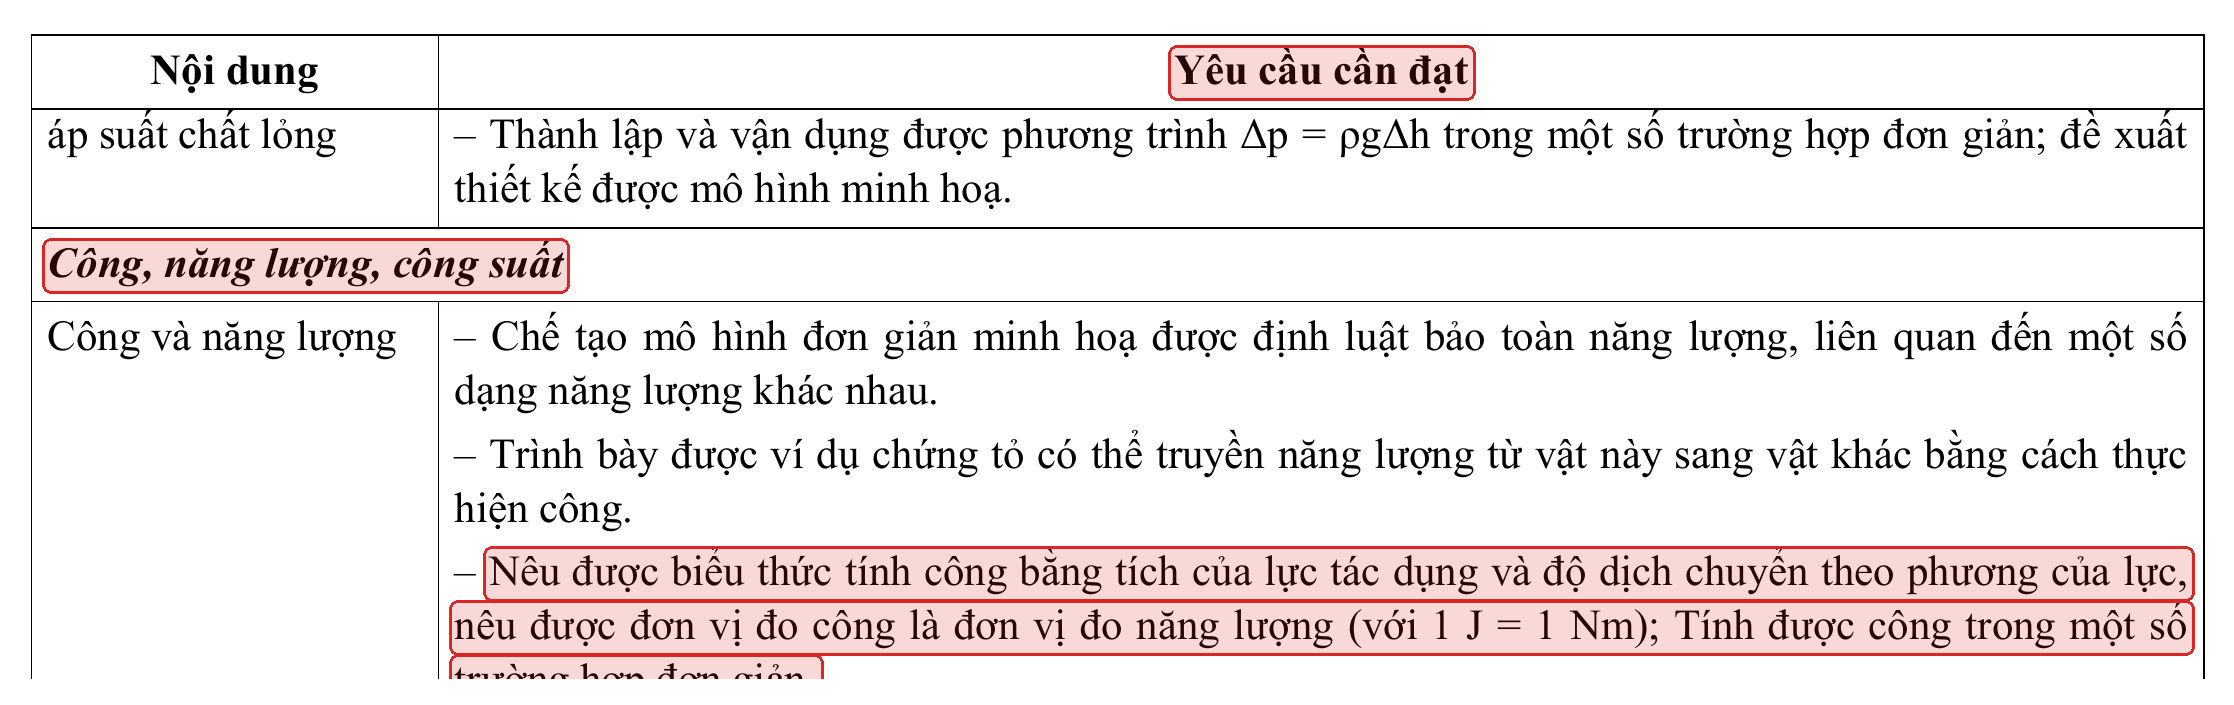 Nội dung
Yêu cầu cần đạt
áp suất chất lỏng
– Thành lập và vận dụng được phương trình Δp = ρgΔh trong một số trường hợp đơn giản; đề xuất
thiết kế được mô hình minh hoạ.
Công, năng lượng, công suất
Công và năng lượng
– Chế tạo mô hình đơn giản minh hoạ được định luật bảo toàn năng lượng, liên quan đến một số
dạng năng lượng khác nhau.
– Trình bày được ví dụ chứng tỏ có thể truyền năng lượng từ vật này sang vật khác bằng cách thực
hiện công.
– Nêu được biểu thức tính công bằng tích của lực tác dụng và độ dịch chuyển theo phương của lực,
nêu được đơn vị đo công là đơn vị đo năng lượng (với 1 J = 1 Nm); Tính được công trong một số
trường hợp đơn giản.